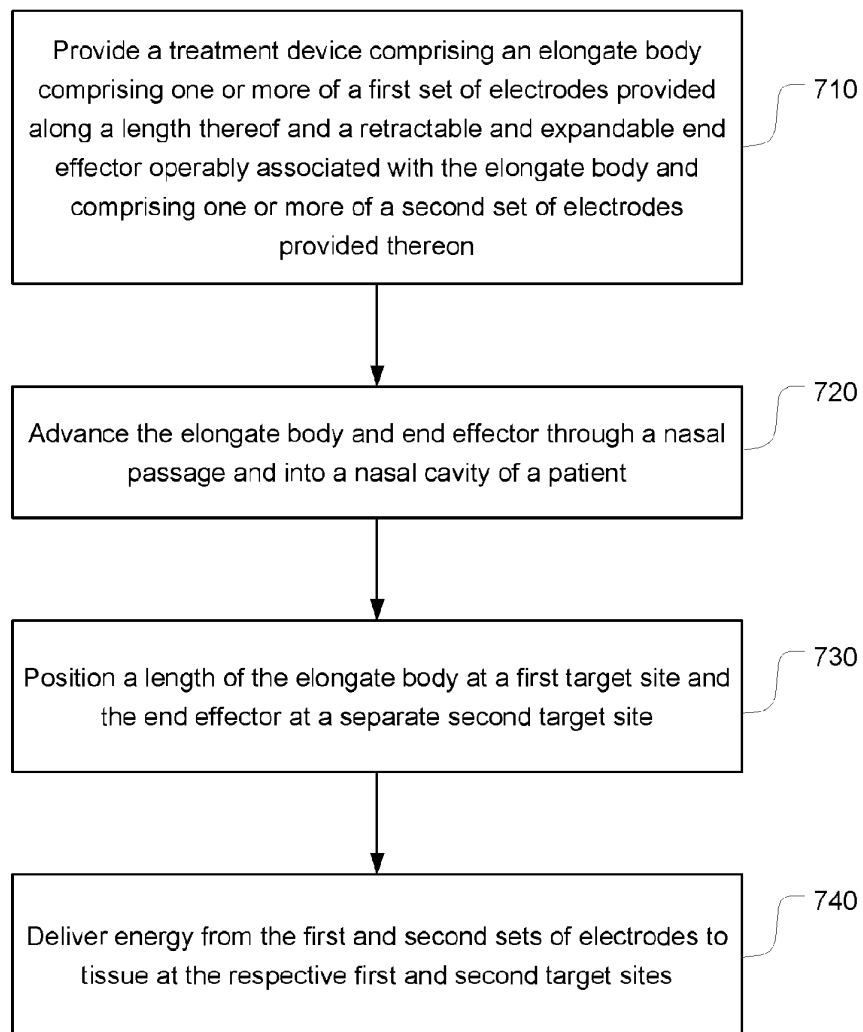 Provide a treatment device comprising an elongate body
comprising one or more of a first set of electrodes provided
along a length thereof and a retractable and expandable end
effector operably associated with the elongate body and
comprising one or more of a second set of electrodes
provided thereon
710
Advance the elongate body and end effector through a nasal
passage and into a nasal cavity of a patient
720
Position a length of the elongate body at a first target site and
the end effector at a separate second target site
730
Deliver energy from the first and second sets of electrodes to
tissue at the respective first and second target sites
740